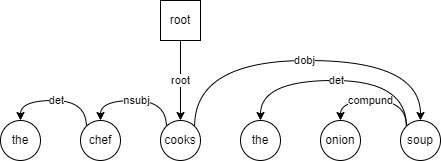 root
dobj
root
det
det
nsubj
compund
the
chef
cooks
the
onion
soup